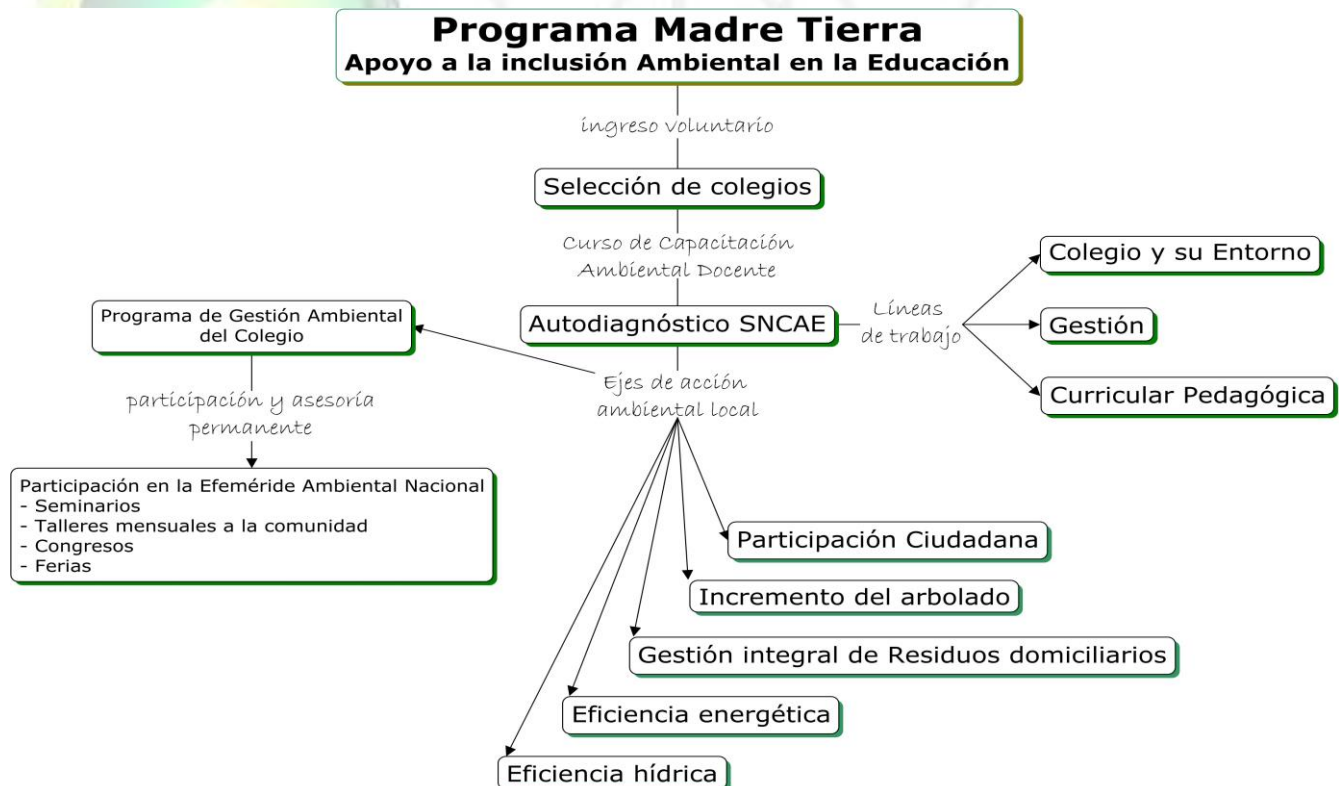 Programa Madre Tierra
Apoyo a la inclusión Ambiental en la Educación
ingreso voluntario
Selección de colegios
Curso de Capacitación
Ambiental Docente
Autodiagnóstico SNCAE
Líneas
de trabajo
Colegio y su Entorno
Gestión
Curricular Pedagógica
Programa de Gestión Ambiental
del Colegio
participación y asesoría
permanente
Participación en la Efeméride Ambiental Nacional
- Seminarios
- Talleres mensuales a la comunidad
- Congresos
- Ferias
Ejes de acción
ambiental local
Participación Ciudadana
Incremento del arbolado
Gestión integral de Residuos domiciliarios
Eficiencia energética
Eficiencia hídrica